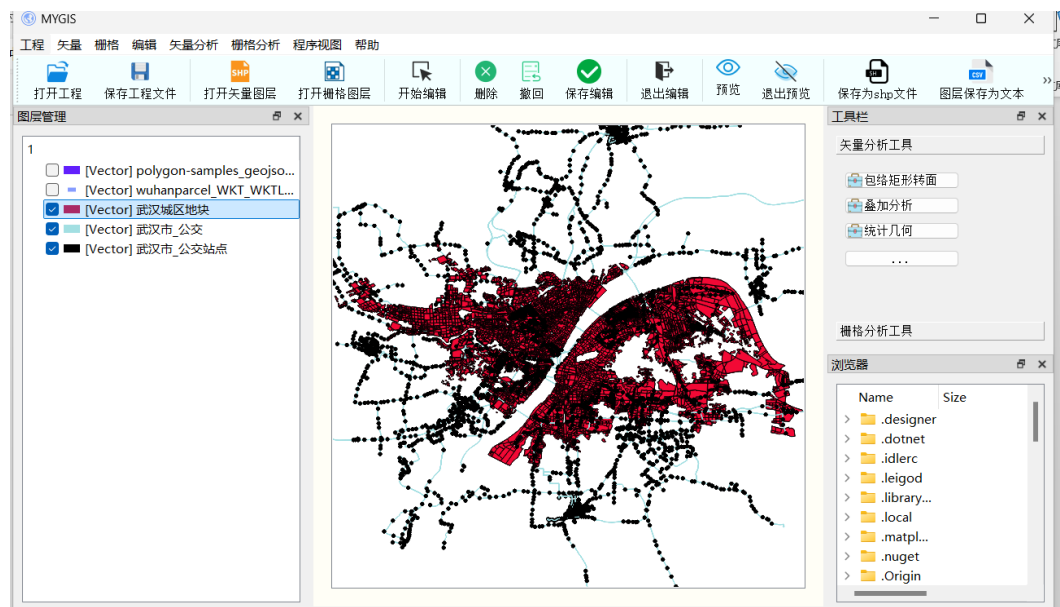 MYGIS
工程 矢量 栅格 编辑 矢量分析 栅格分析 程序视图 帮助
SHP SH CSV
打开工程 保存工程文件 打开矢量图层 打开栅格图层 开始编辑 删除 撤回 保存编辑 退出编辑 预览 退出预览 保存为shp文件 图层保存为文本 »
图层管理
1
[Vector] polygon-samples_geojso...
[Vector] wuhanparcel_WKT_WKTL...
[Vector] 武汉城区地块
[Vector] 武汉市_公交
[Vector] 武汉市_公交站点
工具栏
矢量分析工具
包络矩形转面
叠加分析
统计几何
...
栅格分析工具
浏览器
Name Size
.designer
.dotnet
.idlerc
.leigod
.library...
.local
.matpl...
.nuget
.Origin